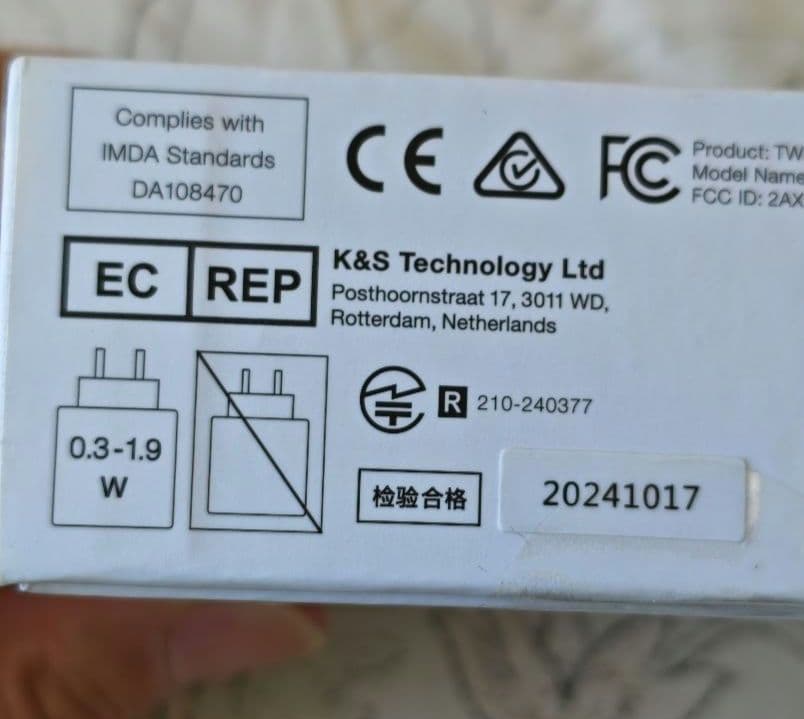 Complies with
IMDA Standards
DA108470
CE
FC
Product: TW
Model Name
FCC ID: 2AX
EC REP
K&S Technology Ltd
Posthoornstraat 17, 3011 WD,
Rotterdam, Netherlands
0.3-1.9
W
R 210-240377
检验合格
20241017